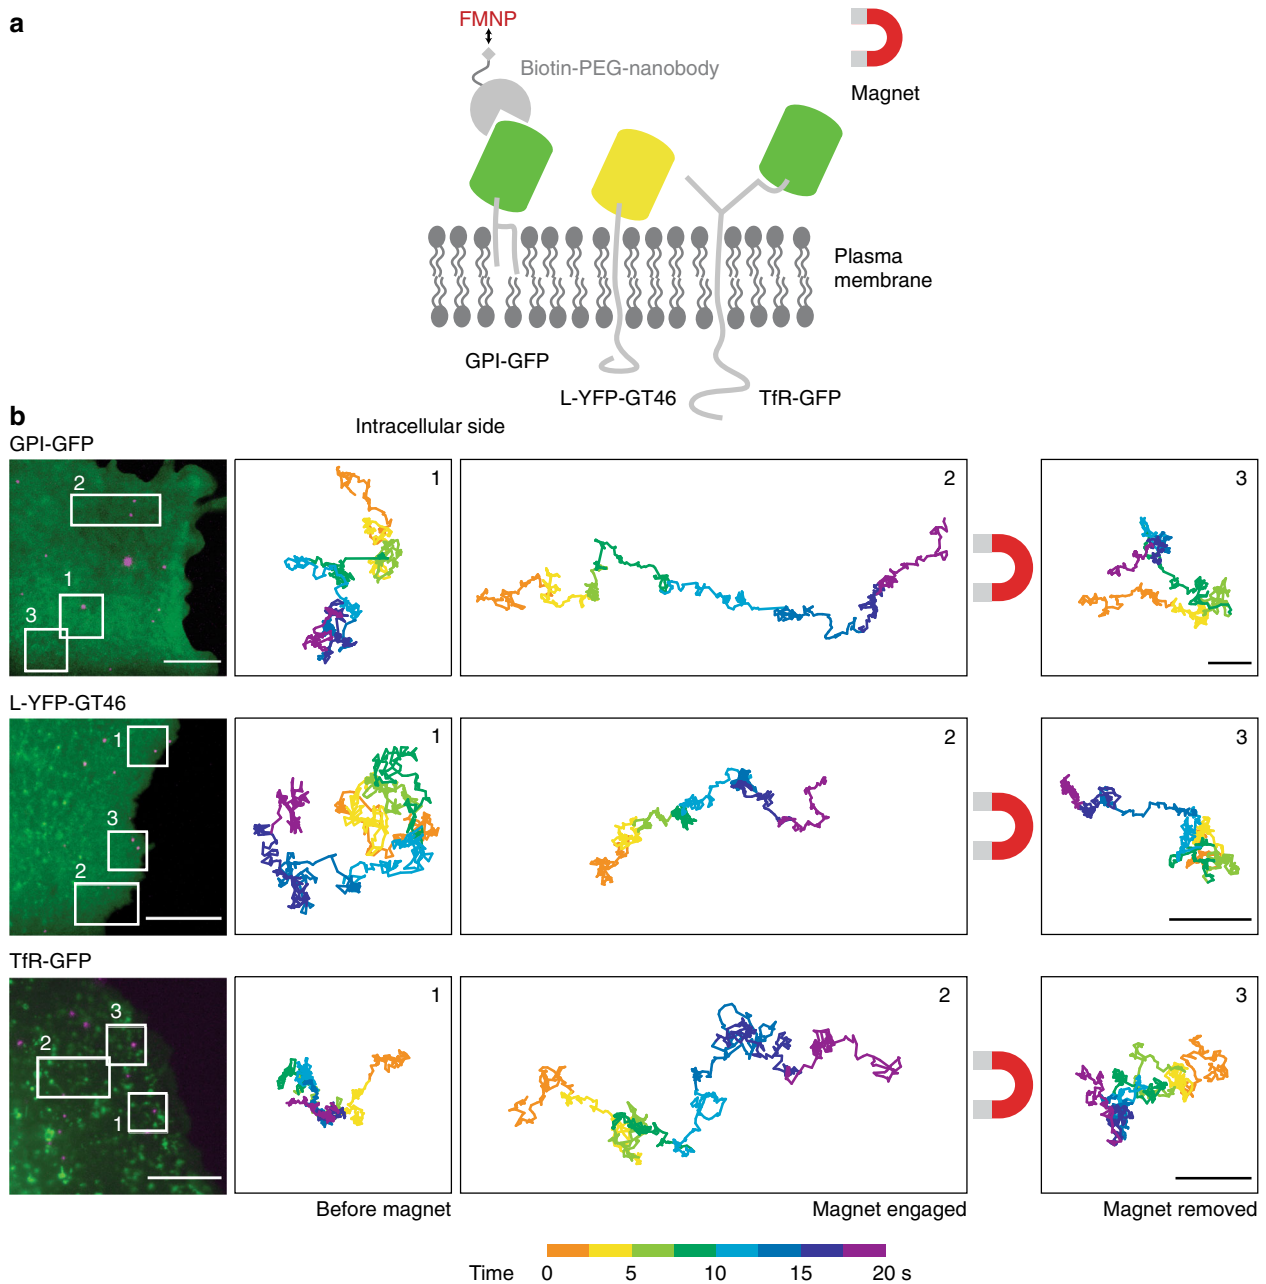 a
FMNP
Biotin-PEG-nanobody
Magnet
Plasma
membrane
GPI-GFP
L-YFP-GT46
TfR-GFP
Intracellular side
b
GPI-GFP
2
1
3
1
2
3
L-YFP-GT46
1
3
2
1
2
3
TfR-GFP
3
2
1
1
2
3
Before magnet
Magnet engaged
Magnet removed
Time 0 5 10 15 20 s